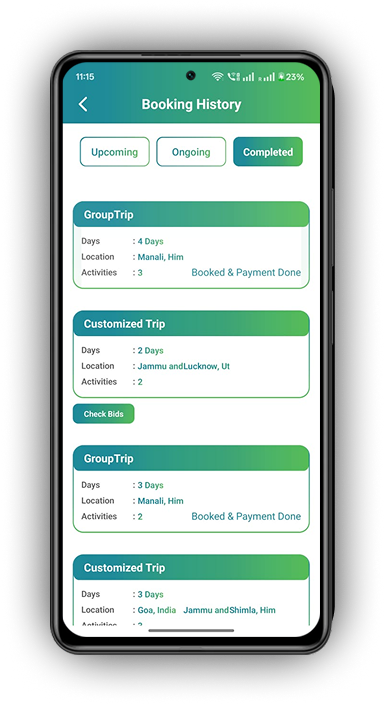 11:15 23%
Booking History
Upcoming Ongoing Completed
GroupTrip
Days : 4 Days
Location : Manali, Him
Activities : 3 Booked & Payment Done
Customized Trip
Days : 2 Days
Location : Jammu andLucknow, Ut
Activities : 2
Check Bids
GroupTrip
Days : 3 Days
Location : Manali, Him
Activities : 2 Booked & Payment Done
Customized Trip
Days : 3 Days
Location : Goa, India Jammu andShimla, Him
Activities : 2